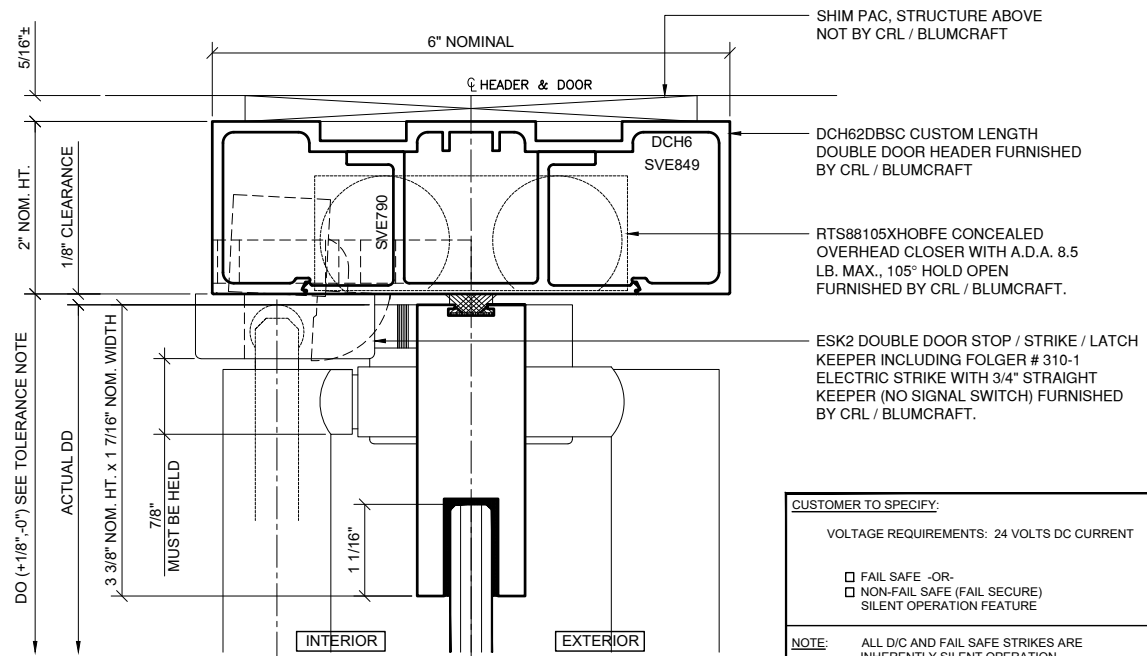 SHIM PAC, STRUCTURE ABOVE
NOT BY CRL / BLUMCRAFT
5/16"±
6" NOMINAL
℄ HEADER & DOOR
DCH62DBSC CUSTOM LENGTH
DOUBLE DOOR HEADER FURNISHED
BY CRL / BLUMCRAFT
2" NOM. HT.
1/8" CLEARANCE
DCH6
SVE849
SVE790
RTS88105XHOBFE CONCEALED
OVERHEAD CLOSER WITH A.D.A. 8.5
LB. MAX., 105° HOLD OPEN
FURNISHED BY CRL / BLUMCRAFT.
ESK2 DOUBLE DOOR STOP / STRIKE / LATCH
KEEPER INCLUDING FOLGER # 310-1
ELECTRIC STRIKE WITH 3/4" STRAIGHT
KEEPER (NO SIGNAL SWITCH) FURNISHED
BY CRL / BLUMCRAFT.
DO (+1/8",-0") SEE TOLERANCE NOTE
ACTUAL DD
3 3/8" NOM. HT. x 1 7/16" NOM. WIDTH
7/8"
MUST BE HELD
1 1/16"
INTERIOR
EXTERIOR
CUSTOMER TO SPECIFY:
VOLTAGE REQUIREMENTS: 24 VOLTS DC CURRENT
FAIL SAFE -OR-
NON-FAIL SAFE (FAIL SECURE)
SILENT OPERATION FEATURE
NOTE: ALL D/C AND FAIL SAFE STRIKES ARE
INHERENTLY SILENT OPERATION